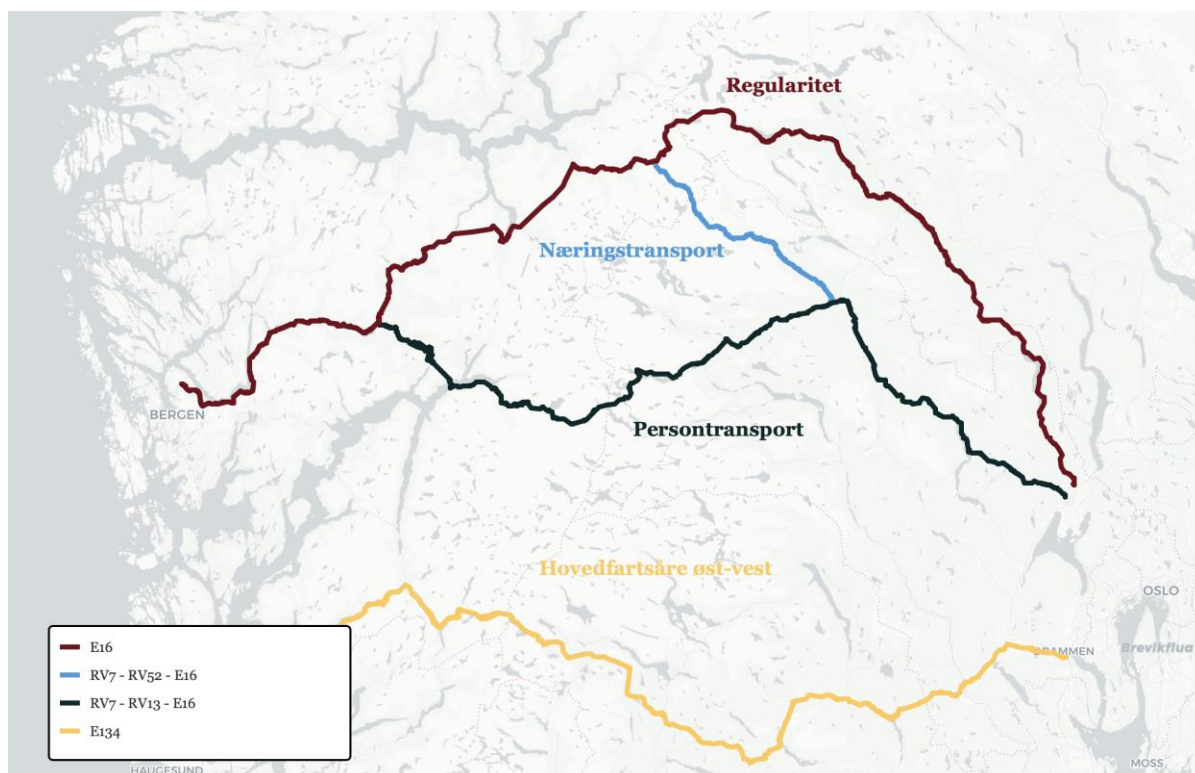 Regularitet
Næringstransport
BERGEN
Persontransport
Hovedfartsåre øst-vest
OSLO
Brevikflua
DRAMMEN
E16
RV7 - RV52 - E16
RV7 - RV13 - E16
E134
HAUGESUND
MOSS